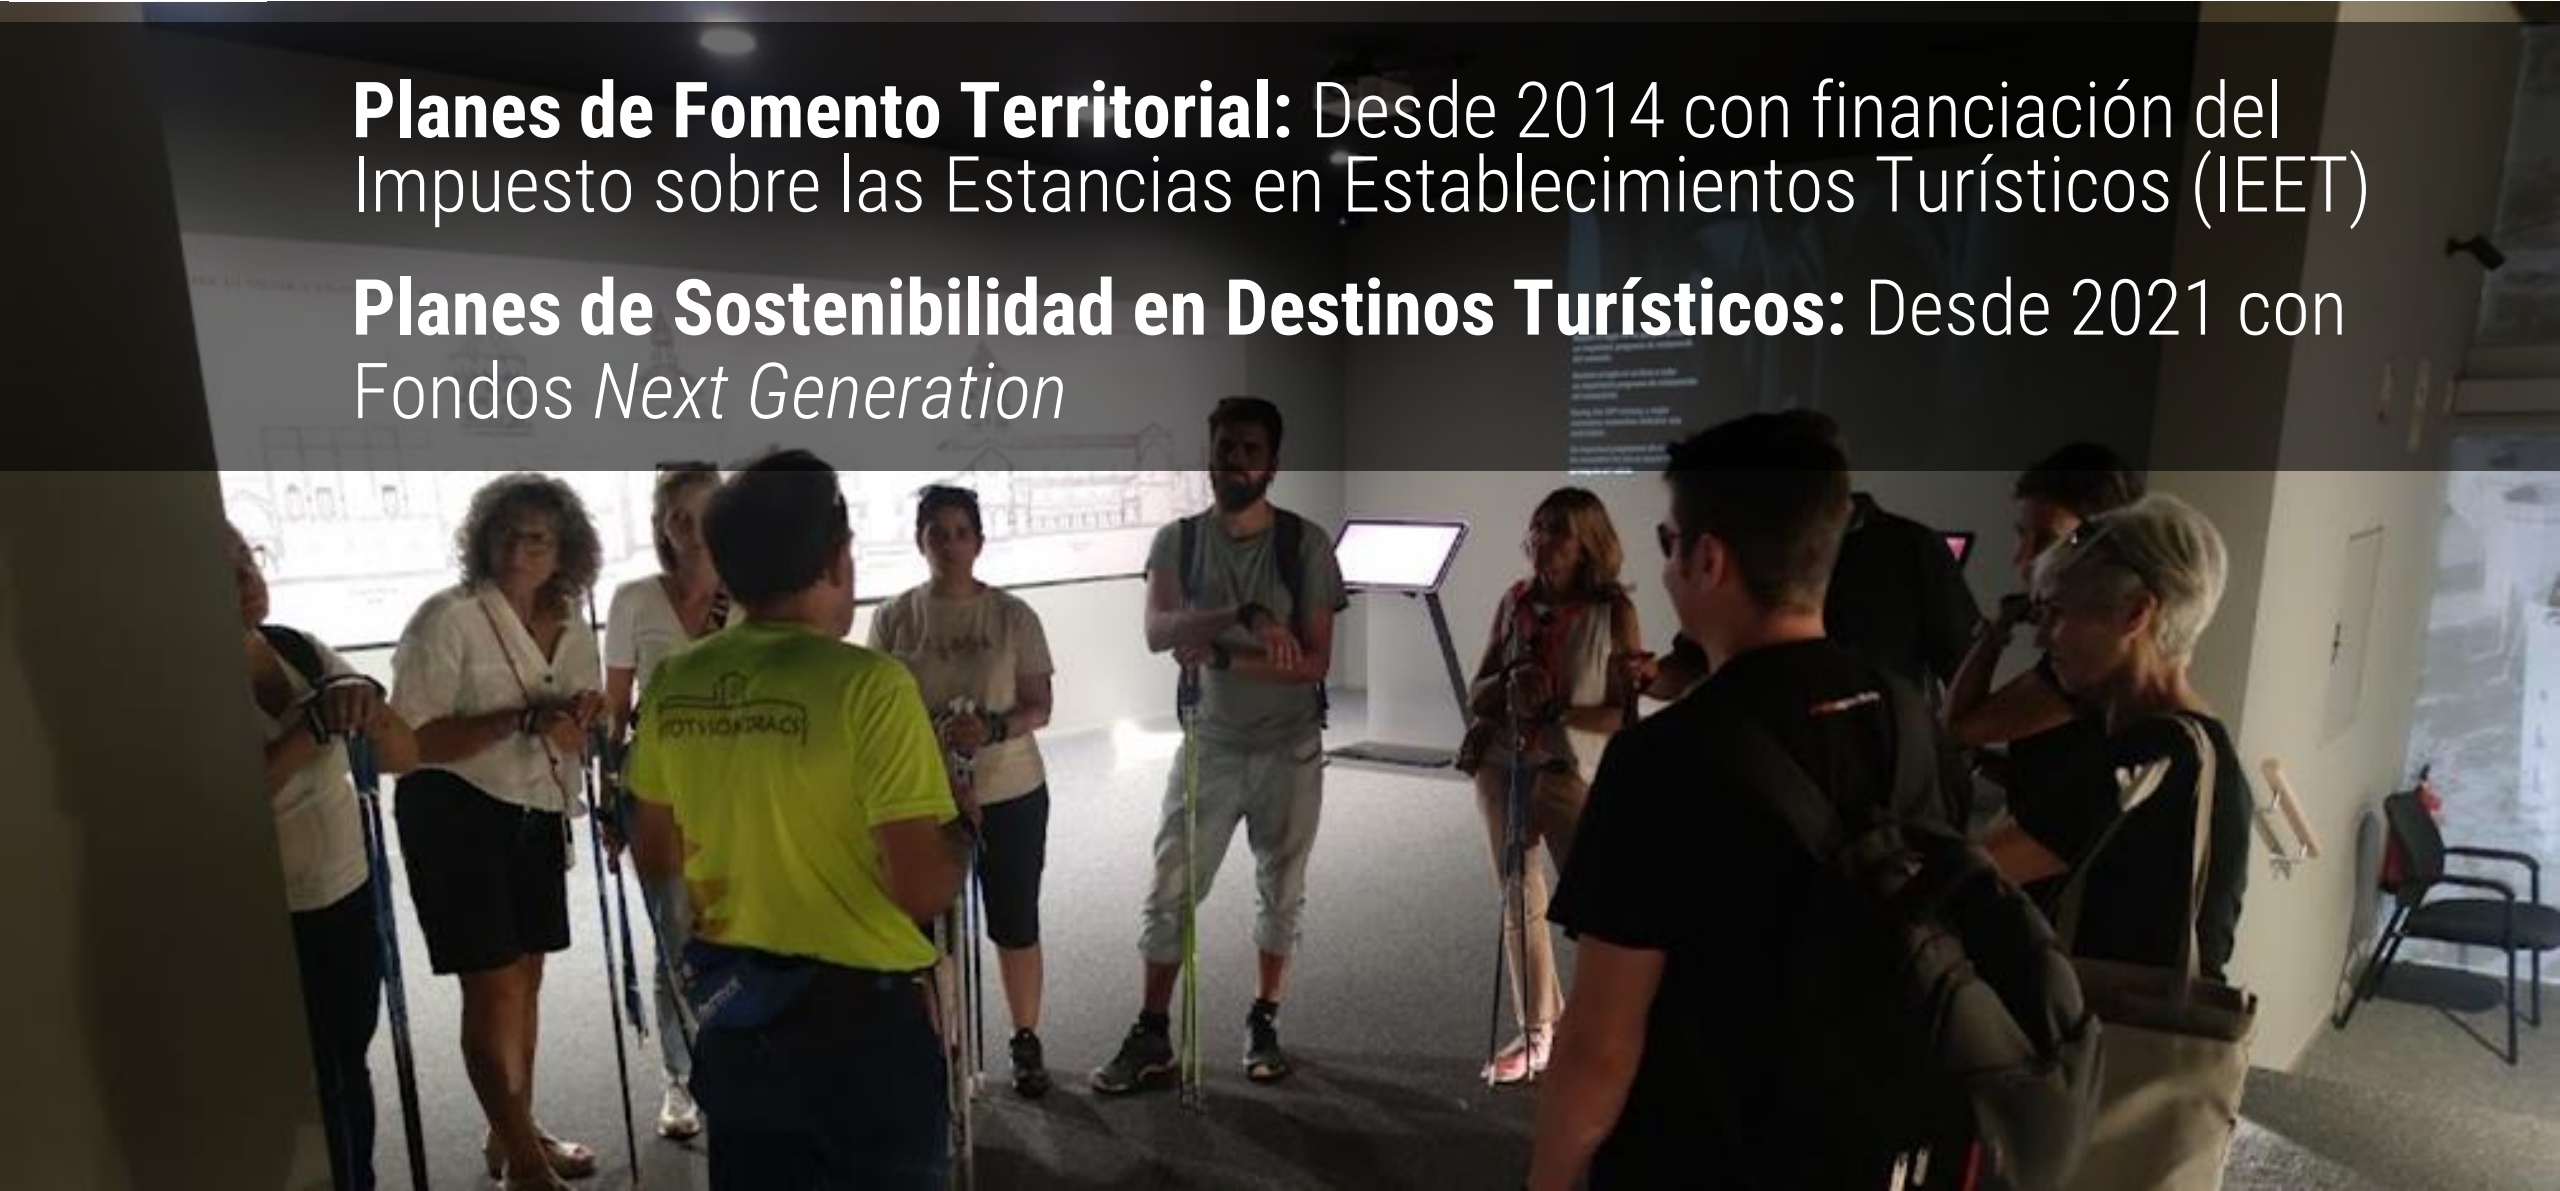 Planes de Fomento Territorial: Desde 2014 con financiación del
Impuesto sobre las Estancias en Establecimientos Turísticos (IEET)
Planes de Sostenibilidad en Destinos Turísticos: Desde 2021 con
Fondos Next Generation